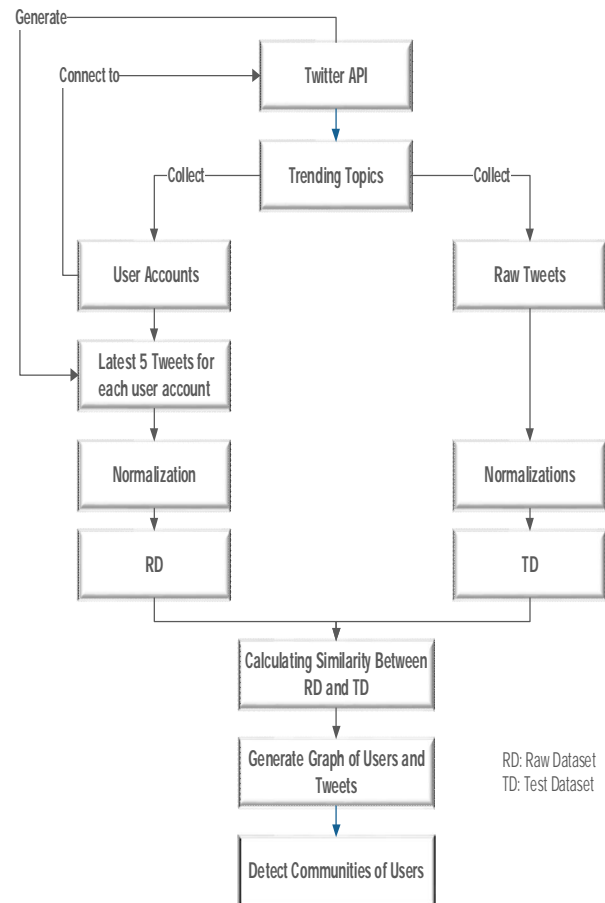 Generate
Connect to
Twitter API
Trending Topics
Collect
Collect
User Accounts
Raw Tweets
Latest 5 Tweets for
each user account
Normalization
Normalizations
RD
TD
Calculating Similarity Between
RD and TD
Generate Graph of Users and
Tweets
RD: Raw Dataset
TD: Test Dataset
Detect Communities of Users